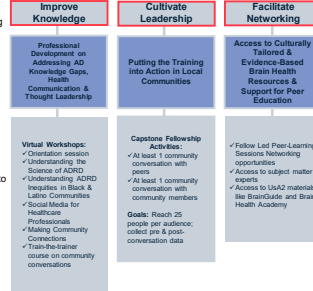 Improve
Knowledge
Professional
Development on
Addressing AD
Knowledge Gaps,
Health
Communication &
Thought Leadership
Virtual Workshops:
✓Orientation session
✓Understanding the
Science of ADRD
✓Understanding ADRD
Inequities in Black &
Latino Communities
✓Social Media for
Healthcare
Professionals
✓Making Community
Connections
✓Train-the-trainer
course on community
conversations
to
Cultivate
Leadership
Putting the Training
into Action in Local
Communities
Capstone Fellowship
Activities:
✓At least 1 community
conversation with
peers
✓At least 1 community
conversation with
community members
Goals: Reach 25
people per audience;
collect pre & post-
conversation data
Facilitate
Networking
Access to Culturally
Tailored &
Evidence-Based
Brain Health
Resources &
Support for Peer
Education
✓Fellow Led Peer-Learning
Sessions Networking
opportunities
✓Access to subject matter
experts
✓Access to UsA2 materials
like BrainGuide and Brain
Health Academy